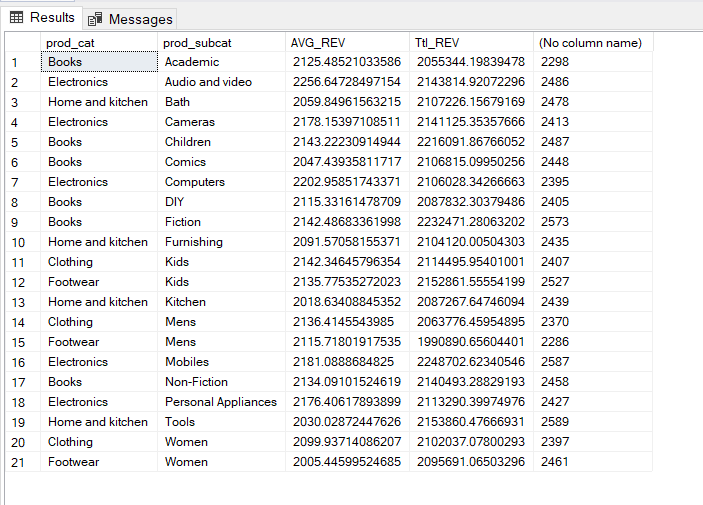 Results Messages
prod_cat prod_subcat AVG_REV Ttl_REV (No column name)
1 Books Academic 2125.48521033586 2055344.19839478 2298
2 Electronics Audio and video 2256.64728497154 2143814.92072296 2486
3 Home and kitchen Bath 2059.84961563215 2107226.15679169 2478
4 Electronics Cameras 2178.15397108511 2141125.35357666 2413
5 Books Children 2143.22230914944 2216091.86766052 2487
6 Books Comics 2047.43935811717 2106815.09950256 2448
7 Electronics Computers 2202.95851743371 2106028.34266663 2395
8 Books DIY 2115.33161478709 2087832.30379486 2405
9 Books Fiction 2142.48683361998 2232471.28063202 2573
10 Home and kitchen Furnishing 2091.57058155371 2104120.00504303 2435
11 Clothing Kids 2142.34645796354 2114495.95401001 2407
12 Footwear Kids 2135.77535272023 2152861.55554199 2527
13 Home and kitchen Kitchen 2018.63408845352 2087267.64746094 2439
14 Clothing Mens 2136.4145543985 2063776.45954895 2370
15 Footwear Mens 2115.71801917535 1990890.65604401 2286
16 Electronics Mobiles 2181.0888684825 2248702.62340546 2587
17 Books Non-Fiction 2134.09101524619 2140493.28829193 2458
18 Electronics Personal Appliances 2176.40617893899 2113290.39974976 2427
19 Home and kitchen Tools 2030.02872447626 2153860.47666931 2589
20 Clothing Women 2099.93714086207 2102037.07800293 2397
21 Footwear Women 2005.44599524685 2095691.06503296 2461